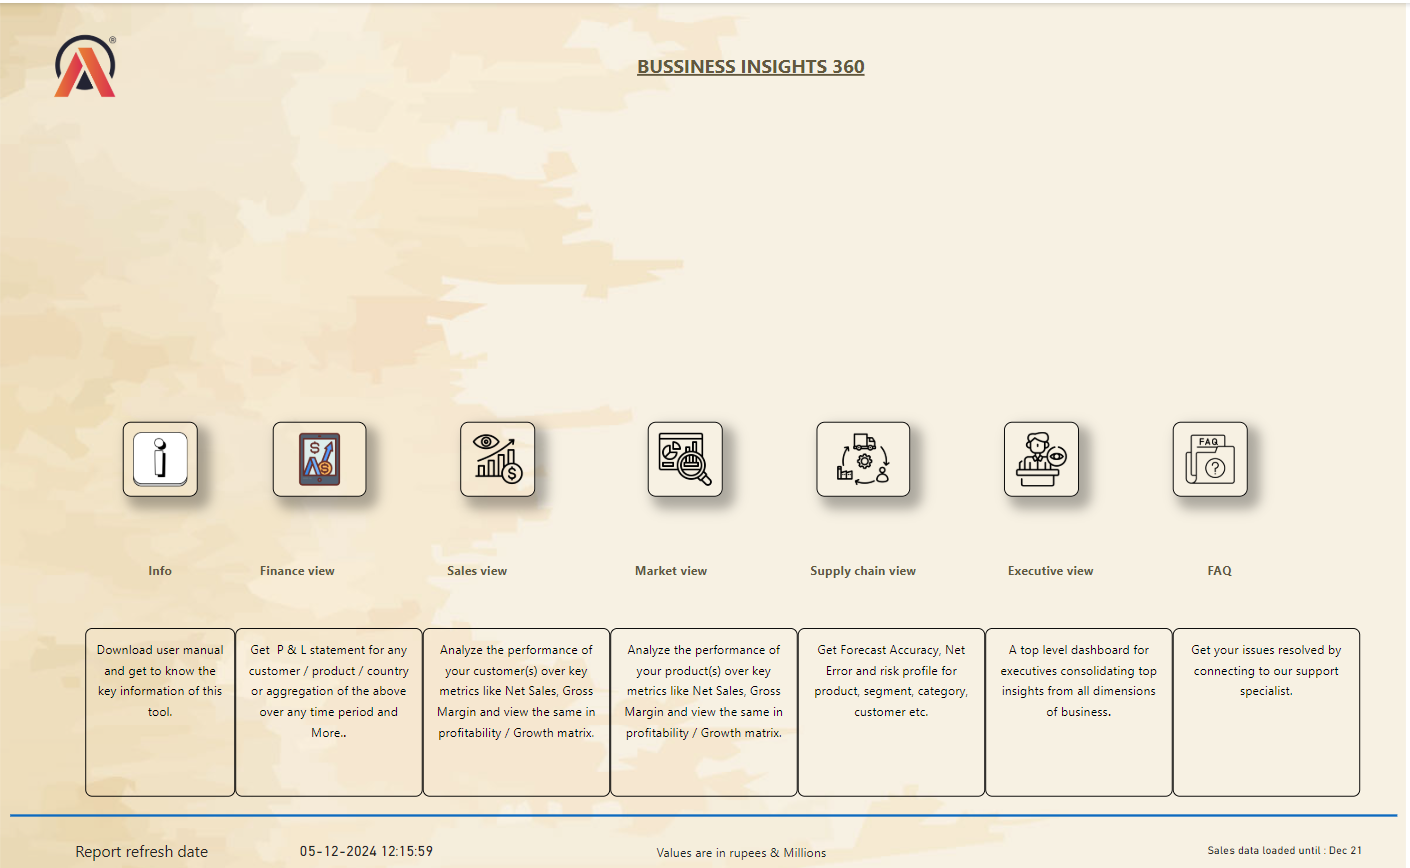 ®
BUSSINESS INSIGHTS 360
FAQ
?
Info
Finance view
Sales view
Market view
Supply chain view
Executive view
FAQ
Download user manual
and get to know the
key information of this
tool.
Get P & L statement for any
customer / product / country
or aggregation of the above
over any time period and
More..
Analyze the performance of
your customer(s) over key
metrics like Net Sales, Gross
Margin and view the same in
profitability / Growth matrix.
Analyze the performance of
your product(s) over key
metrics like Net Sales, Gross
Margin and view the same in
profitability / Growth matrix.
Get Forecast Accuracy, Net
Error and risk profile for
product, segment, category,
customer etc.
A top level dashboard for
executives consolidating top
insights from all dimensions
of business.
Get your issues resolved by
connecting to our support
specialist.
Report refresh date
05-12-2024 12:15:59
Values are in rupees & Millions
Sales data loaded until : Dec 21